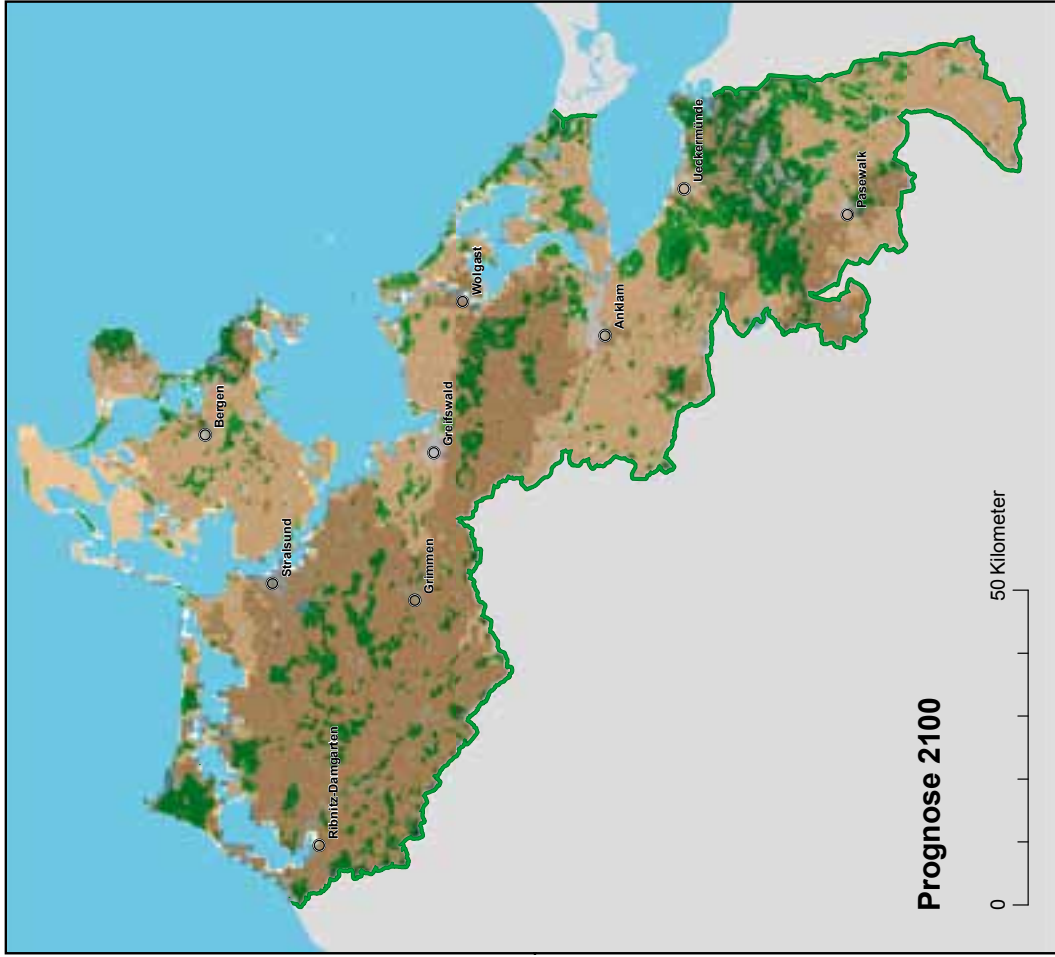 Bergen
Stralsund
Ribnitz-Damgarten
Grimmen
Greifswald
Wolgast
Anklam
Ueckermünde
Pasewalk
Prognose 2100
0
50 Kilometer